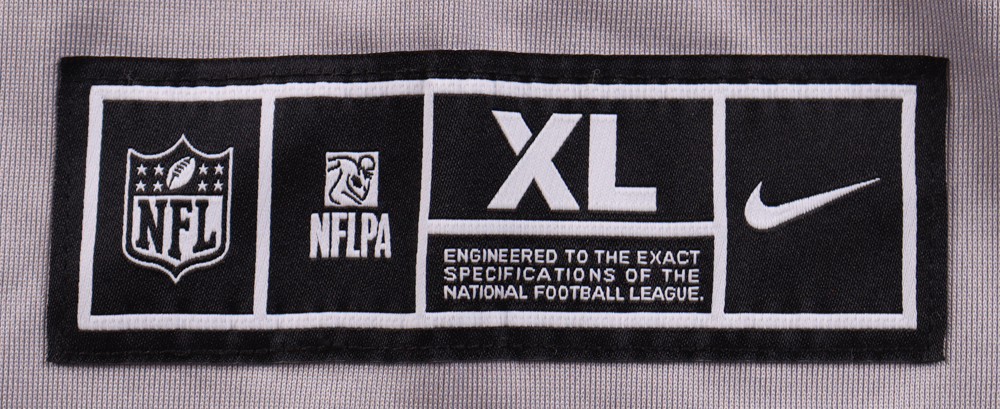 NFL
NFLPA
XL
ENGINEERED TO THE EXACT
SPECIFICATIONS OF THE
NATIONAL FOOTBALL LEAGUE.